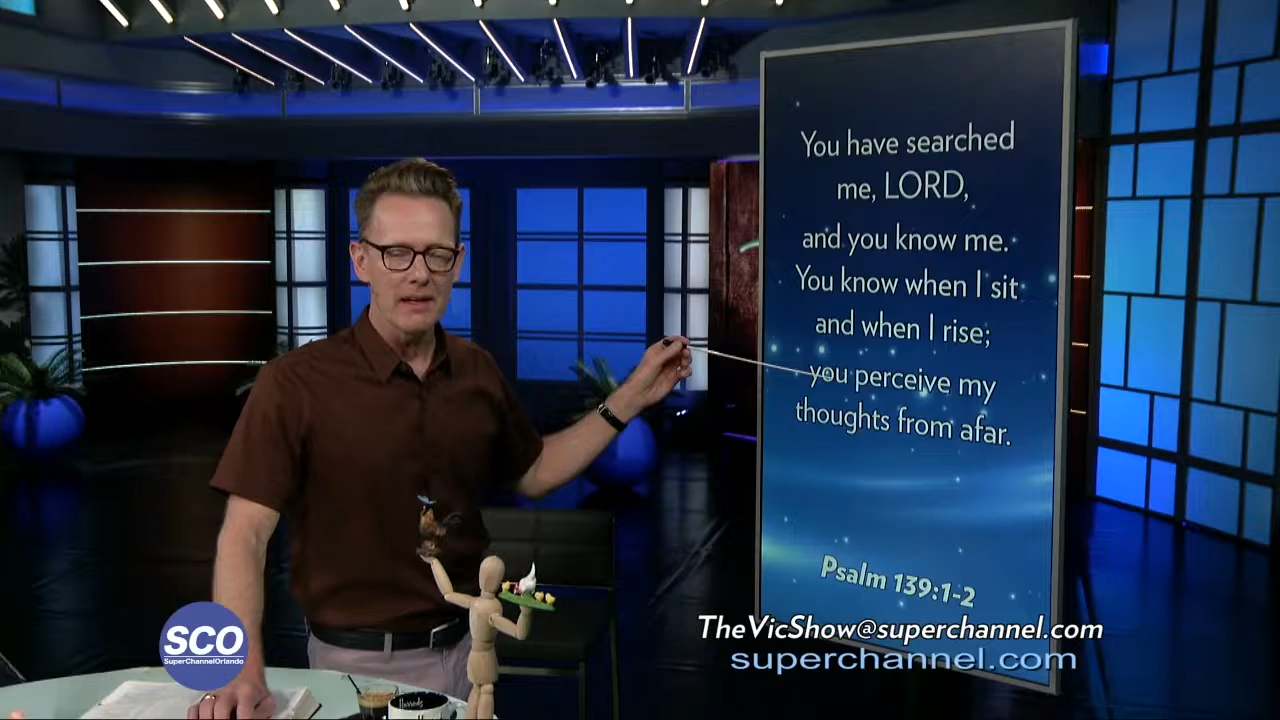 You have searched
me, LORD,
and you know me.
You know when I sit
and when I rise;
you perceive my
thoughts from afar.
Psalm 139:1-2
TheVicShow@superchannel.com
superchannel.com
SCO
SuperChannelOrlando
Harrods